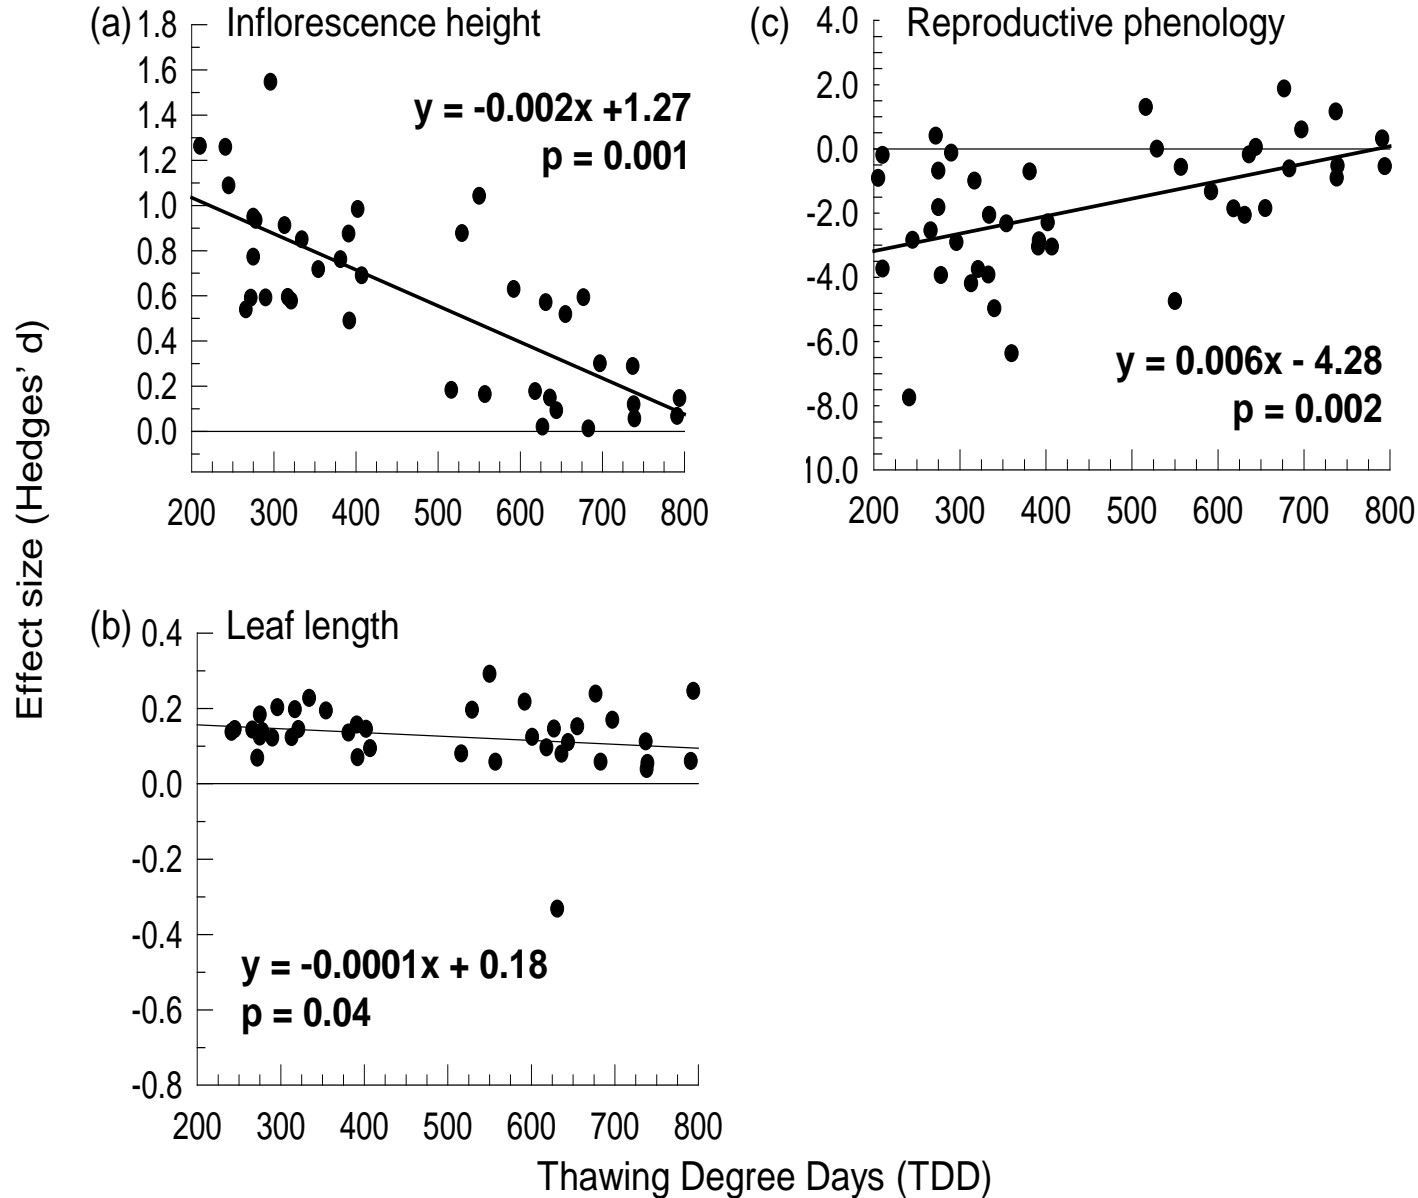 (a) Inflorescence height
1.8
1.6
1.4
1.2
1.0
0.8
0.6
0.4
0.2
0.0
y = -0.002x +1.27
p = 0.001
200 300 400 500 600 700 800
(c) Reproductive phenology
4.0
2.0
0.0
-2.0
-4.0
-6.0
-8.0
10.0
y = 0.006x - 4.28
p = 0.002
200 300 400 500 600 700 800
Effect size (Hedges' d)
(b) Leaf length
0.4
0.2
0.0
-0.2
-0.4
-0.6
-0.8
y = -0.0001x + 0.18
p = 0.04
200 300 400 500 600 700 800
Thawing Degree Days (TDD)